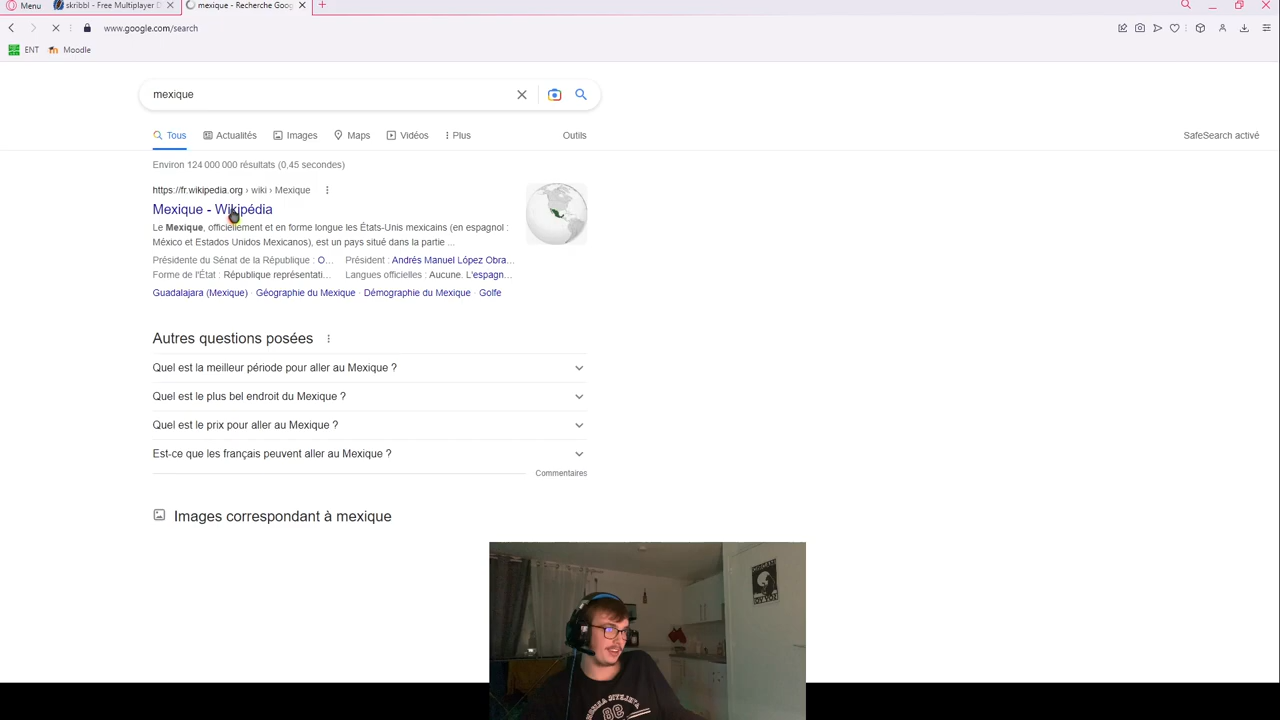 Menu
skribbl - Free Multiplayer D
mexique - Recherche Goog
www.google.com/search
ENT
Moodle
mexique
Tous
Actualités
Images
Maps
Vidéos
Plus
Outils
SafeSearch activé
Environ 124 000 000 résultats (0,45 secondes)
https://fr.wikipedia.org › wiki › Mexique
Mexique - Wikipédia
Le Mexique, officiellement et en forme longue les États-Unis mexicains (en espagnol :
México et Estados Unidos Mexicanos), est un pays situé dans la partie ...
Présidente du Sénat de la République : O... Président : Andrés Manuel López Obra...
Forme de l'État : République représentati... Langues officielles : Aucune. L'espagn...
Guadalajara (Mexique) · Géographie du Mexique · Démographie du Mexique · Golfe
Autres questions posées
Quel est la meilleur période pour aller au Mexique ?
Quel est le plus bel endroit du Mexique ?
Quel est le prix pour aller au Mexique ?
Est-ce que les français peuvent aller au Mexique ?
Commentaires
Images correspondant à mexique